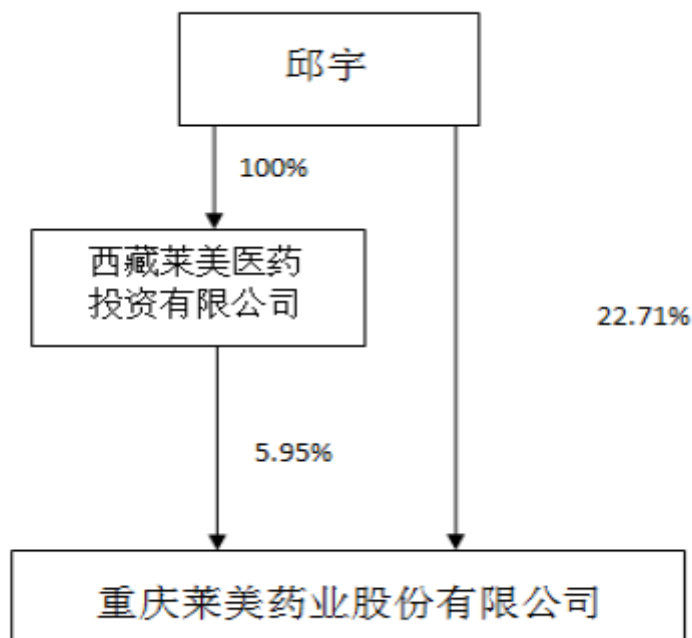 邱宇
100%
西藏莱美医药
投资有限公司
22.71%
5.95%
重庆莱美药业股份有限公司